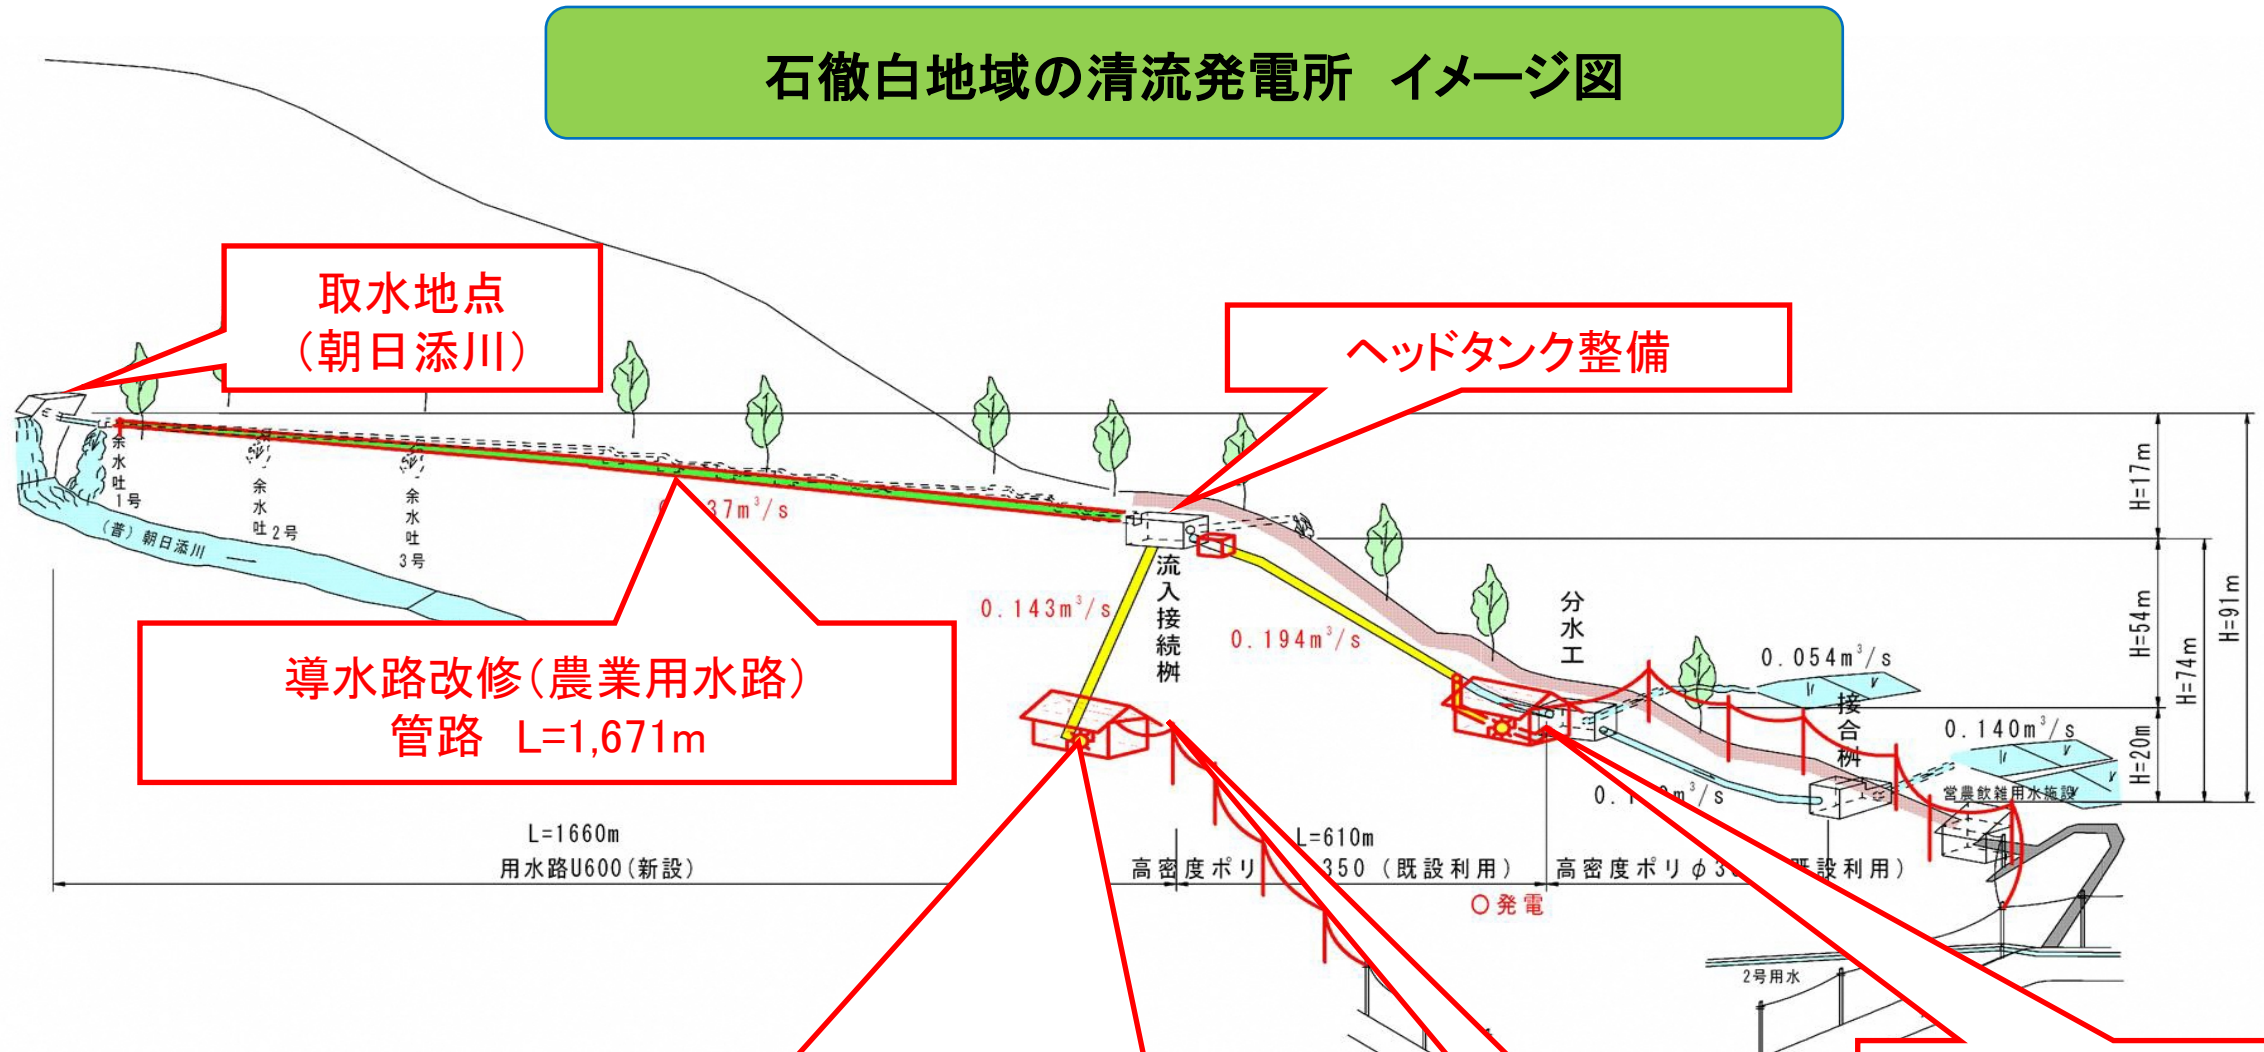 石徹白地域の清流発電所　イメージ図
取水地点
（朝日添川）
ヘッドタンク整備
余水吐1号
余水吐2号
余水吐3号
（普）朝日添川
37m³/s
導水路改修（農業用水路）
管路　L=1,671m
0.143m³/s
流入接続桝
0.194m³/s
分水工
0.054m³/s
接合桝
0.140m³/s
営農飲雑用水施設
m³/s
H=17m
H=54m
H=20m
H=74m
H=91m
L=1660m
用水路U600（新設）
L=610m
高密度ポリ
350（既設利用）
高密度ポリφ3
設利用）
〇発電
2号用水